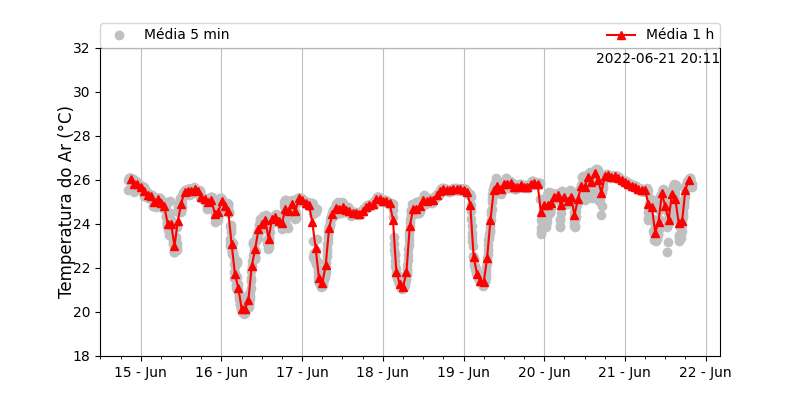 Média 5 min
Média 1 h
2022-06-21 20:11
Temperatura do Ar (°C)
32
30
28
26
24
22
20
18
15 - Jun
16 - Jun
17 - Jun
18 - Jun
19 - Jun
20 - Jun
21 - Jun
22 - Jun